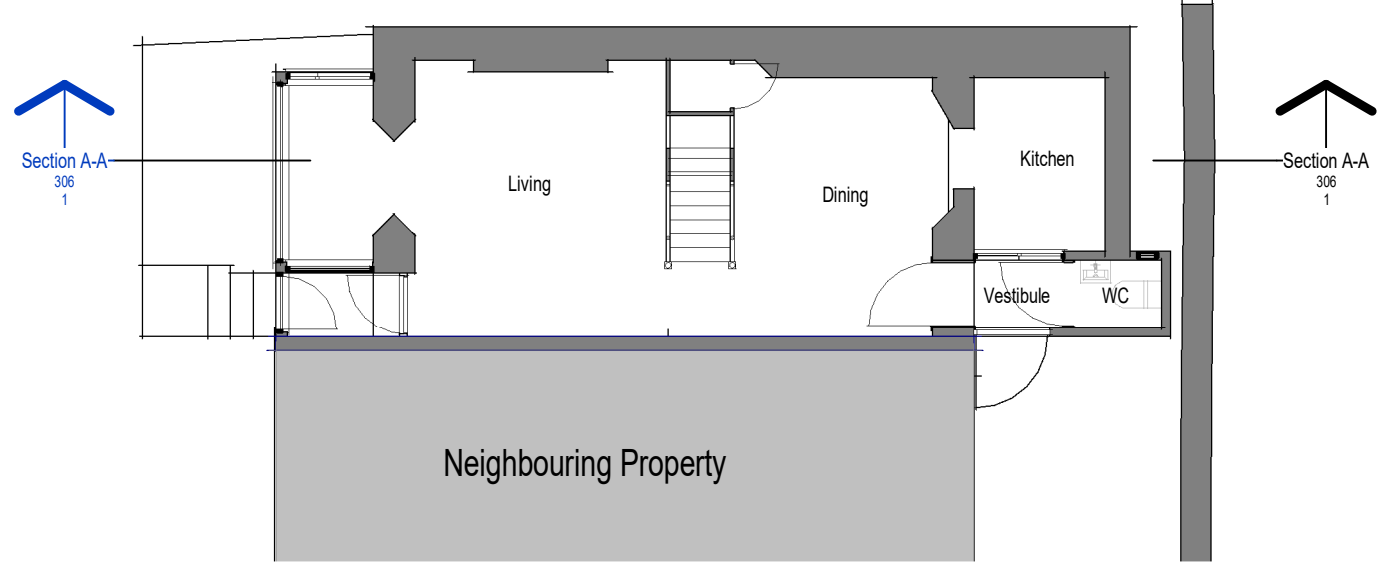 Section A-A
306
1
Living
Dining
Kitchen
Section A-A
306
1
Vestibule
WC
Neighbouring Property